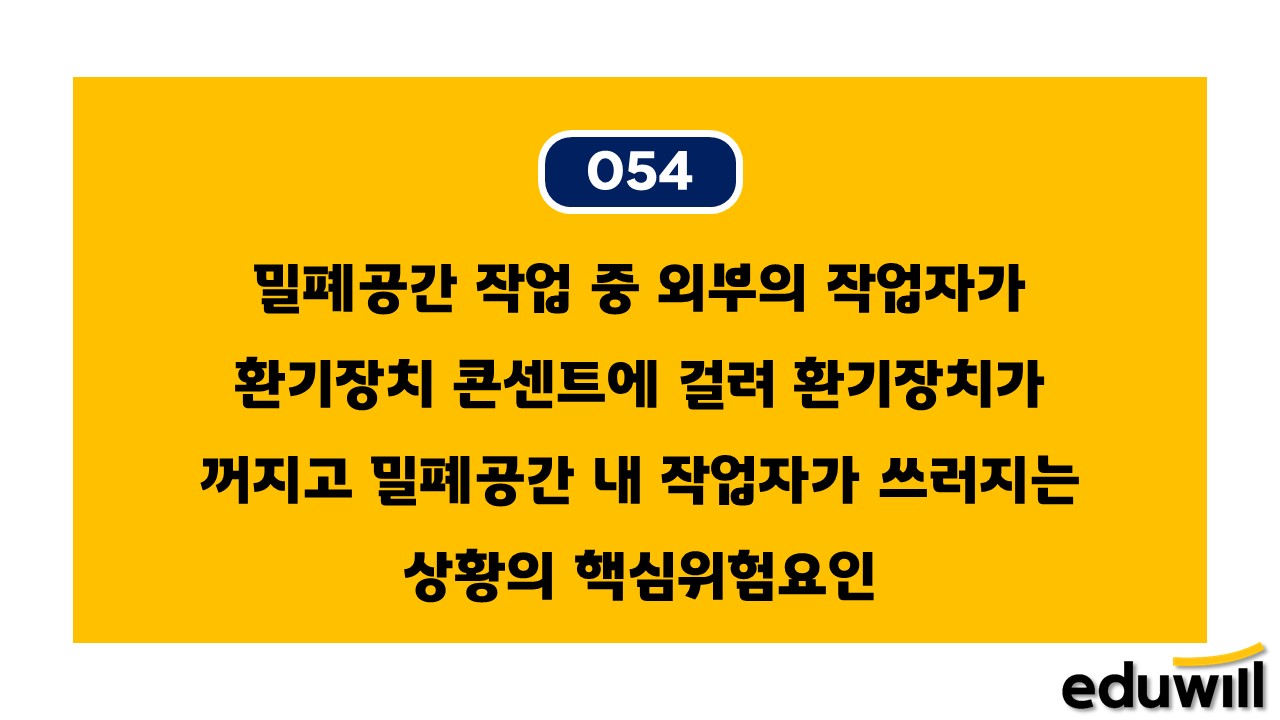 054
밀폐공간 작업 중 외부의 작업자가
환기장치 콘센트에 걸려 환기장치가
꺼지고 밀폐공간 내 작업자가 쓰러지는
상황의 핵심위험요인
eduwill